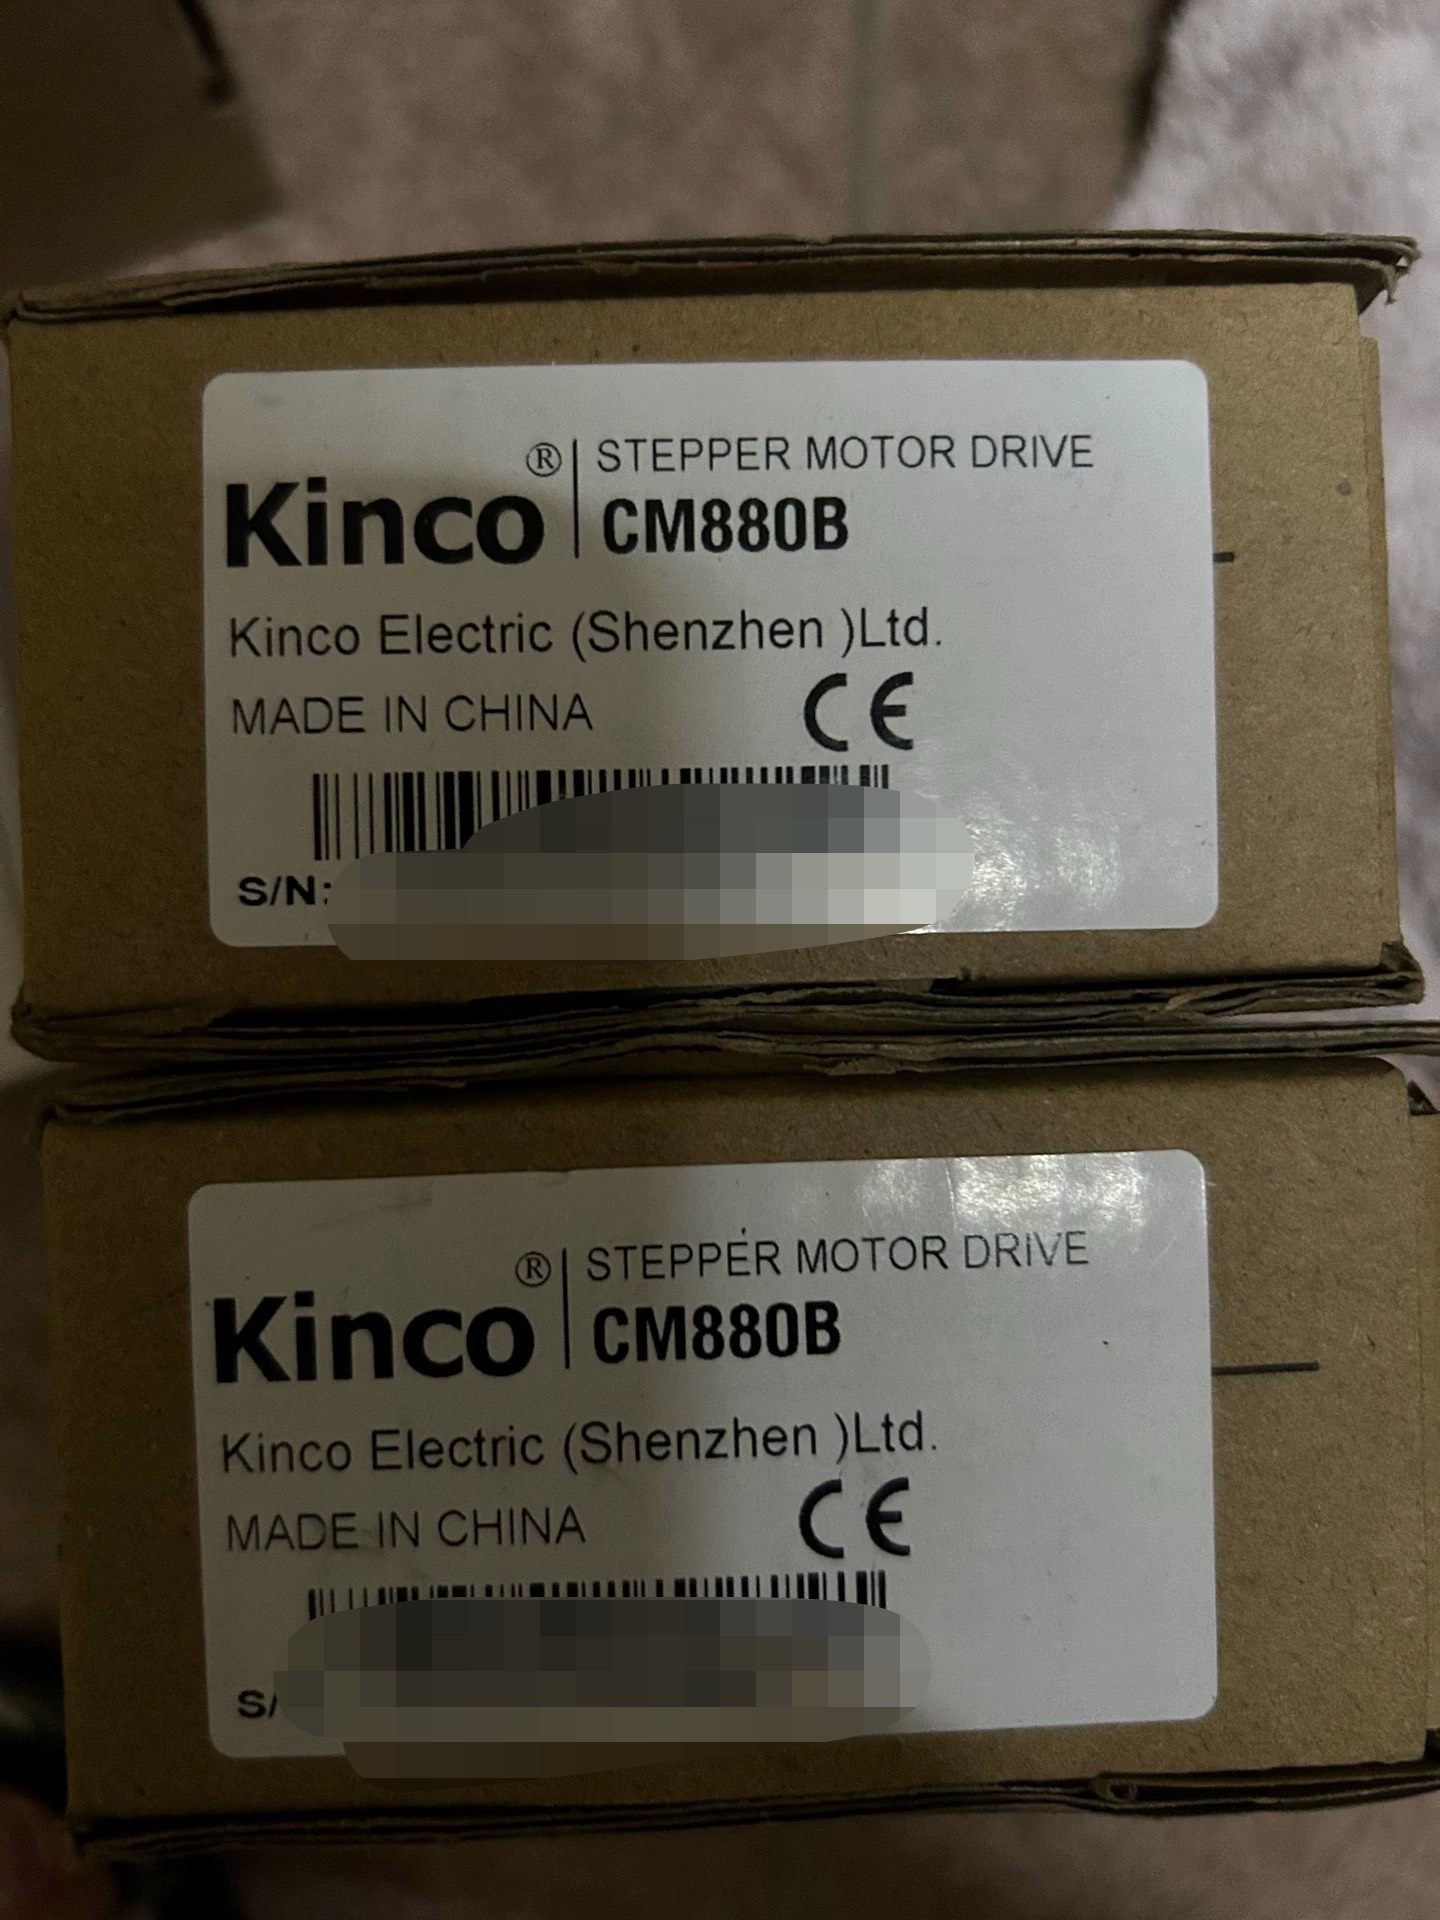 ® STEPPER MOTOR DRIVE
Kinco CM880B
Kinco Electric (Shenzhen )Ltd.
MADE IN CHINA CE
S/N:
® STEPPER MOTOR DRIVE
Kinco CM880B
Kinco Electric (Shenzhen )Ltd.
MADE IN CHINA CE
S/